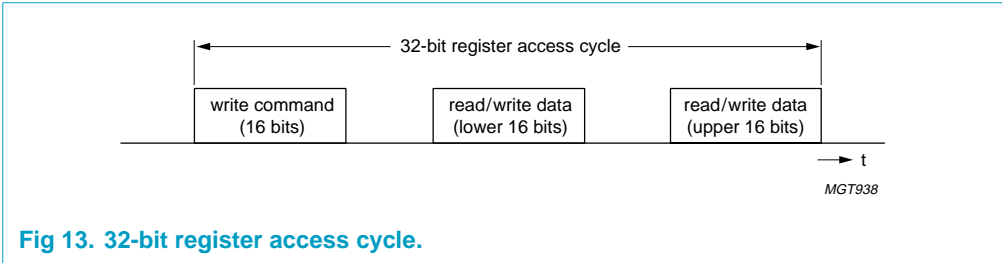 32-bit register access cycle
write command
(16 bits)
read/write data
(lower 16 bits)
read/write data
(upper 16 bits)
t
MGT938
Fig 13. 32-bit register access cycle.